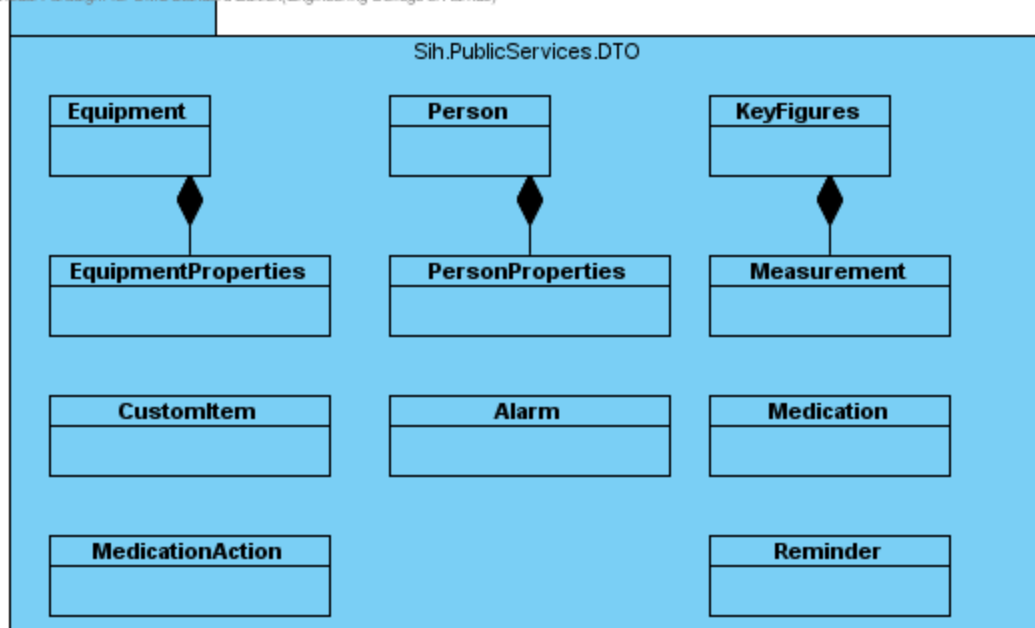 Sih.PublicServices.DTO
Equipment
Person
KeyFigures
EquipmentProperties
PersonProperties
Measurement
CustomItem
Alarm
Medication
MedicationAction
Reminder